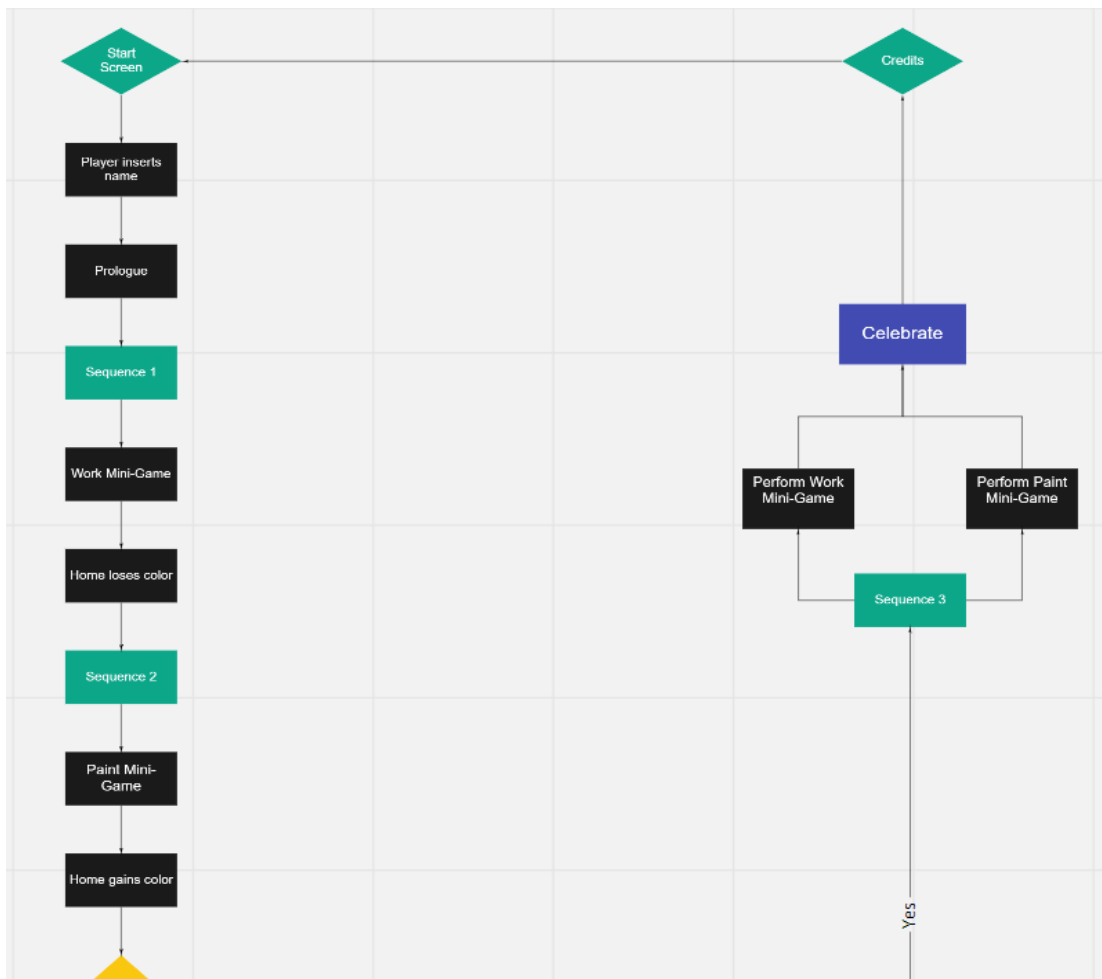 Start
Screen
Credits
Player inserts
name
Prologue
Celebrate
Sequence 1
Work Mini-Game
Perform Work
Mini-Game
Perform Paint
Mini-Game
Home loses color
Sequence 3
Sequence 2
Paint Mini-
Game
Home gains color
Yes